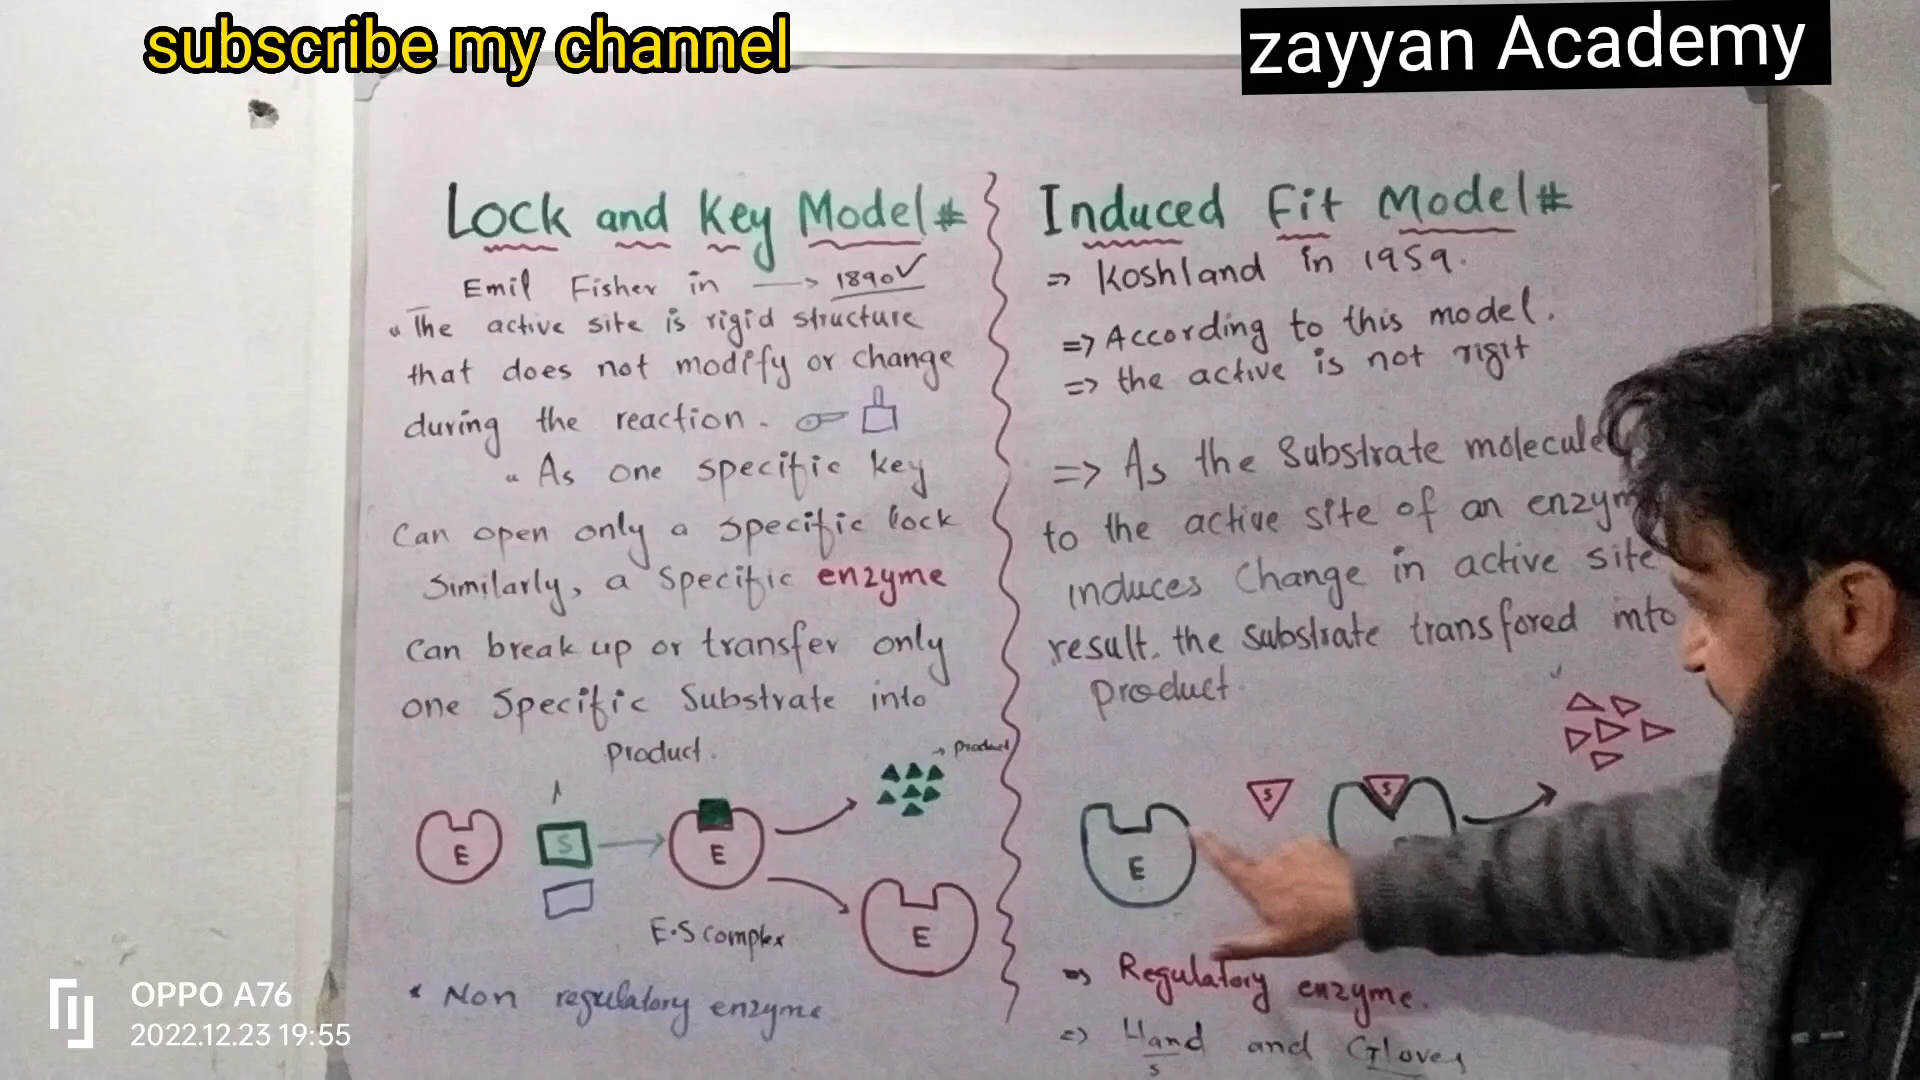 subscribe my channel
zayyan Academy
Lock and Key Model#
Emil Fisher in → 1890✓
"The active site is rigid structure
that does not modify or change
during the reaction.
" As one specific key
Can open only a specific lock
Similarly, a specific enzyme
Can break up or transfer only
one specific Substrate into
product.
→ product
E
S
E
E
E.S complex
* Non regulatory enzyme
Induced Fit Model#
⇒ Koshland in 1959.
⇒ According to this model.
⇒ the active is not rigit
⇒ As the Substrate molecule
to the active site of an enzym
induces Change in active site
result. the substrate transfored into
product.
E
S
S
⇒ Regulatory enzyme.
⇒ Hand and Gloves
s
OPPO A76
2022.12.23 19:55